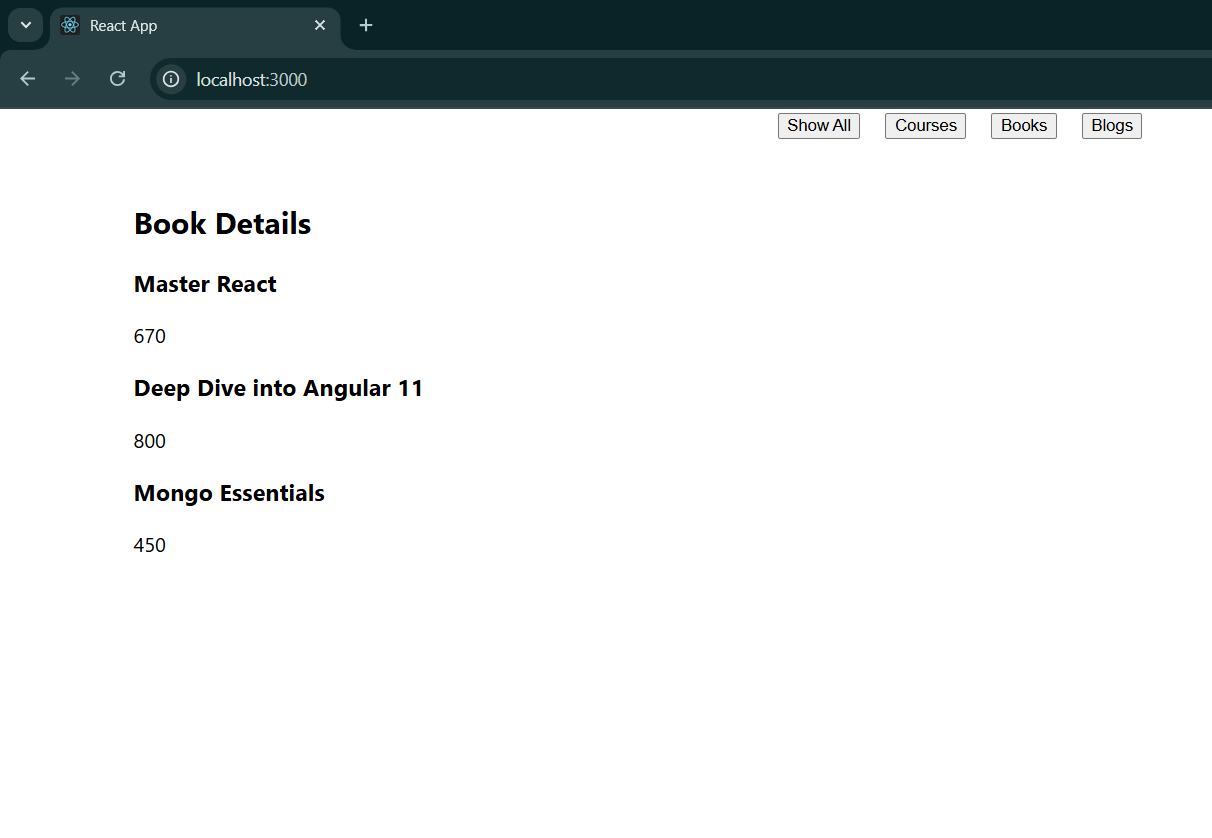 React App
localhost:3000
Show All Courses Books Blogs
Book Details
Master React
670
Deep Dive into Angular 11
800
Mongo Essentials
450